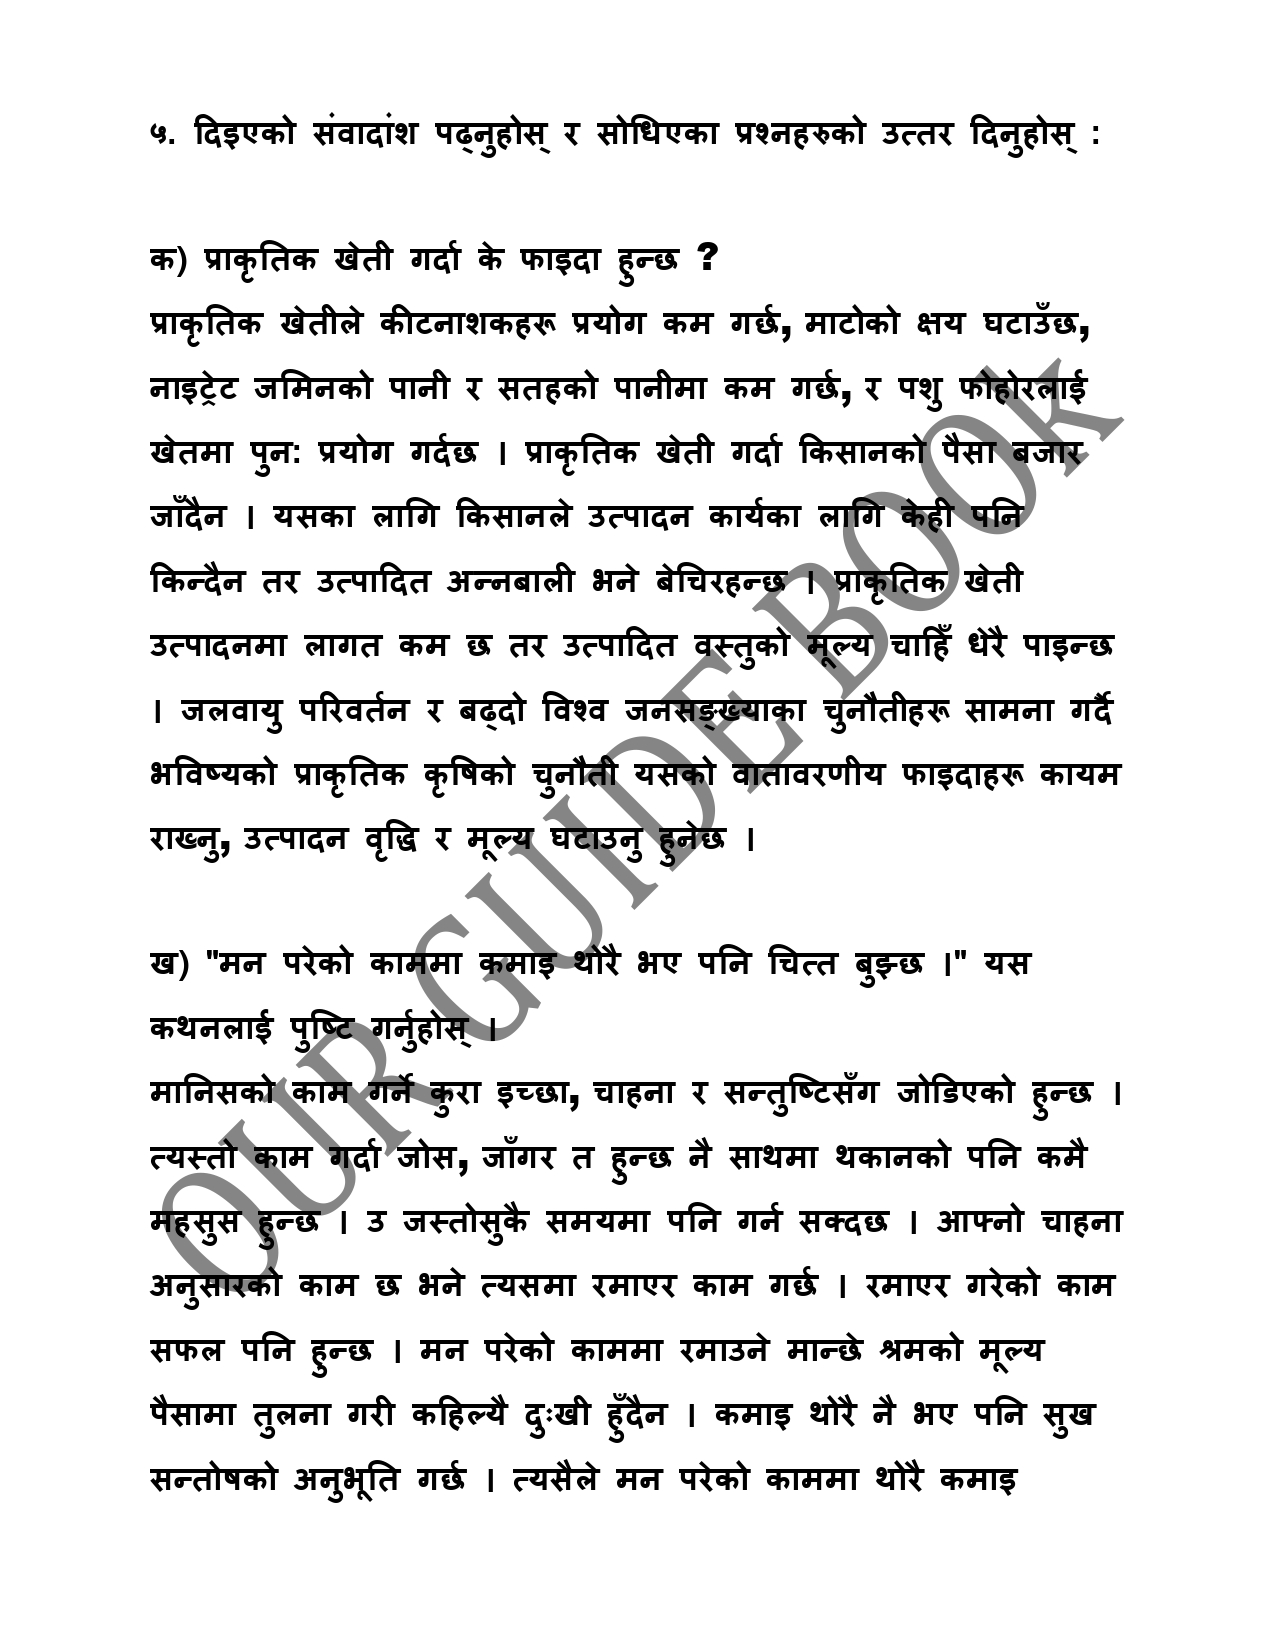 ५. दिइएको संवादांश पढ्नुहोस् र सोधिएका प्रश्नहरुको उत्तर दिनुहोस् :
क) प्राकृतिक खेती गर्दा के फाइदा हुन्छ ?
प्राकृतिक खेतीले कीटनाशकहरू प्रयोग कम गर्छ, माटोको क्षय घटाउँछ,
नाइट्रेट जमिनको पानी र सतहको पानीमा कम गर्छ, र पशु फोहोरलाई
खेतमा पुन: प्रयोग गर्दछ । प्राकृतिक खेती गर्दा किसानको पैसा बजार
जाँदैन । यसका लागि किसानले उत्पादन कार्यका लागि केही पनि
किन्दैन तर उत्पादित अन्नबाली भने बेचिरहन्छ । प्राकृतिक खेती
उत्पादनमा लागत कम छ तर उत्पादित वस्तुको मूल्य चाहिँ धेरै पाइन्छ
। जलवायु परिवर्तन र बढ्दो विश्व जनसङ्ख्याका चुनौतीहरू सामना गर्दै
भविष्यको प्राकृतिक कृषिको चुनौती यसको वातावरणीय फाइदाहरू कायम
राख्नु, उत्पादन वृद्धि र मूल्य घटाउनु हुनेछ ।
ख) "मन परेको काममा कमाइ थोरै भए पनि चित्त बुझ्छ ।" यस
कथनलाई पुष्टि गर्नुहोस् ।
मानिसको काम गर्ने कुरा इच्छा, चाहना र सन्तुष्टिसँग जोडिएको हुन्छ ।
त्यस्तो काम गर्दा जोस, जाँगर त हुन्छ नै साथमा थकानको पनि कमै
महसुस हुन्छ । उ जस्तोसुकै समयमा पनि गर्न सक्दछ । आफ्नो चाहना
अनुसारको काम छ भने त्यसमा रमाएर काम गर्छ । रमाएर गरेको काम
सफल पनि हुन्छ । मन परेको काममा रमाउने मान्छे श्रमको मूल्य
पैसामा तुलना गरी कहिल्यै दुःखी हुँदैन । कमाइ थोरै नै भए पनि सुख
सन्तोषको अनुभूति गर्छ । त्यसैले मन परेको काममा थोरै कमाइ
OUR GUIDE BOOk